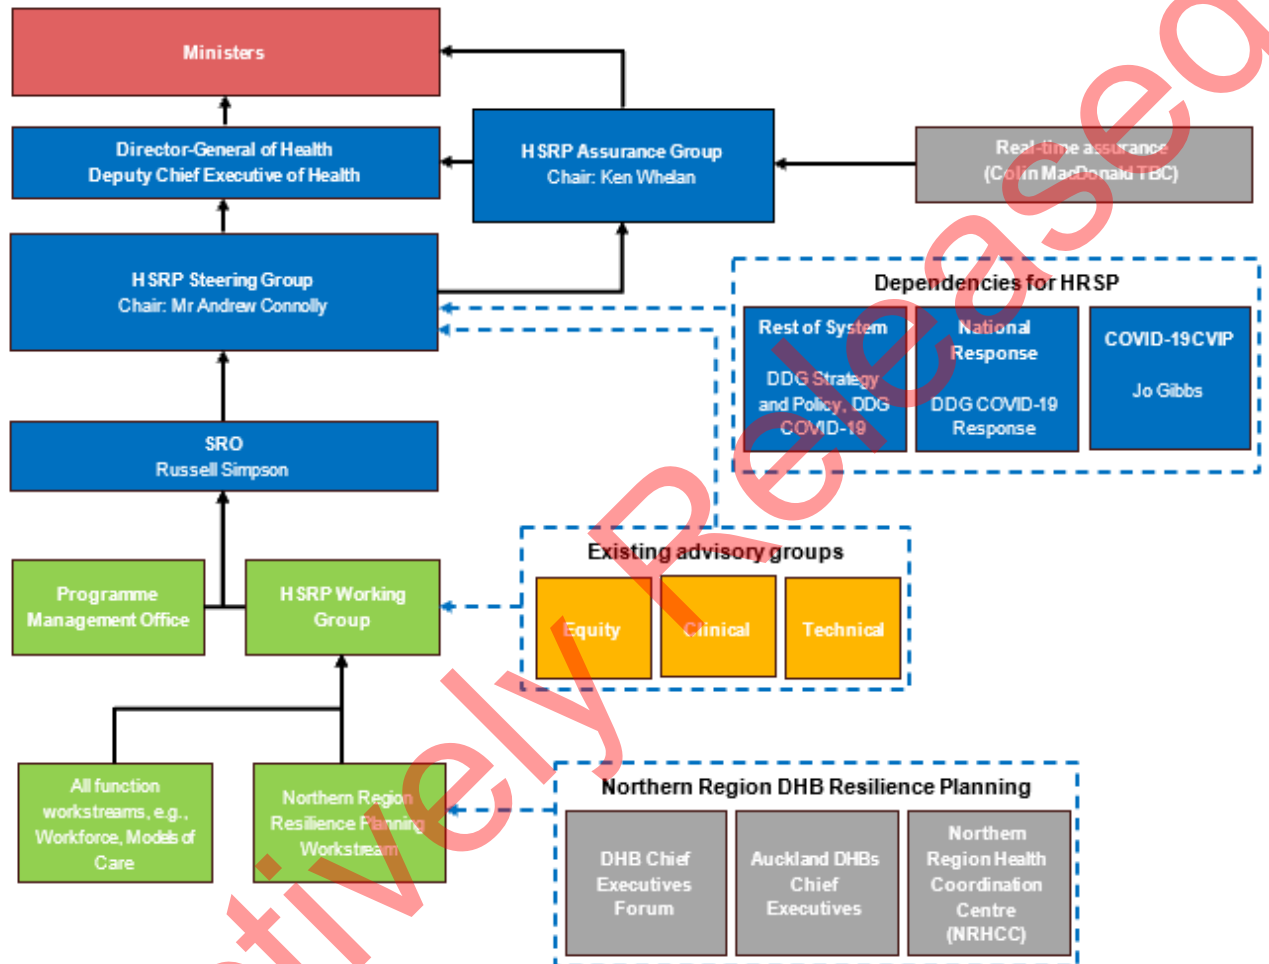 Ministers
Director-General of Health
Deputy Chief Executive of Health
HSRP Assurance Group
Chair: Ken Whelan
Real-time assurance
(Colin MacDonald TBC)
HSRP Steering Group
Chair: Mr Andrew Connolly
Dependencies for HRSP
Rest of System
DDG Strategy
and Policy, DDG
COVID-19
National
Response
DDG COVID-19
Response
COVID-19CVIP
Jo Gibbs
SRO
Russell Simpson
Programme
Management Office
HSRP Working
Group
Existing advisory groups
Equity
Clinical
Technical
All function
workstreams, e.g.,
Workforce, Models of
Care
Northern Region
Resilience Planning
Workstream
Northern Region DHB Resilience Planning
DHB Chief
Executives
Forum
Auckland DHBs
Chief
Executives
Northern
Region Health
Coordination
Centre
(NRHCC)
tively Released